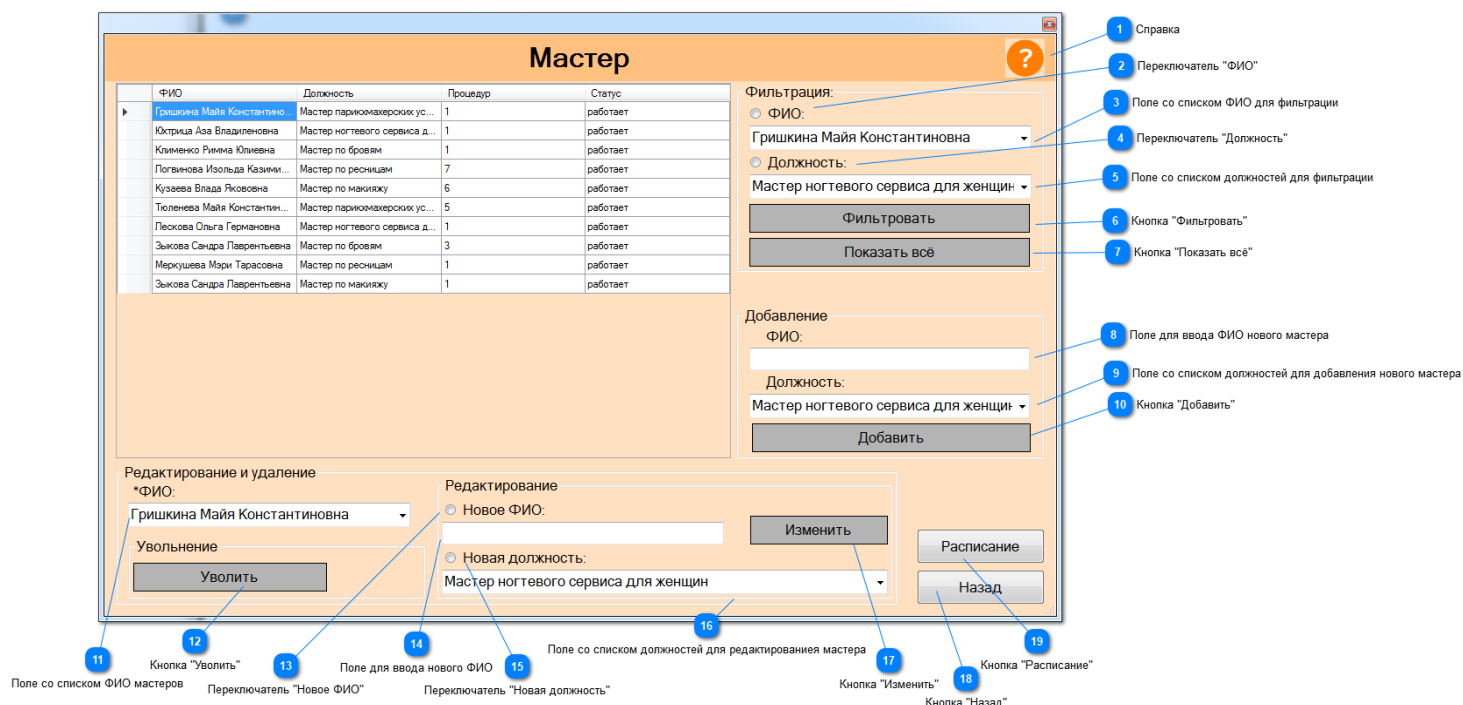 Мастер
?
ФИО Должность Процедур Статус
Гришкина Майя Константино... Мастер парикмахерских ус... 1 работает
Юхтрица Аза Владиленовна Мастер ногтевого сервиса д... 1 работает
Клименко Римма Юлиевна Мастер по бровям 1 работает
Логвинова Изольда Казими... Мастер по ресницам 7 работает
Кузаева Влада Якововна Мастер по макияжу 6 работает
Тюленева Майя Константин... Мастер парикмахерских ус... 5 работает
Лескова Ольга Германовна Мастер ногтевого сервиса д... 1 работает
Зыкова Сандра Лаврентьевна Мастер по бровям 3 работает
Меркушева Мэри Тарасовна Мастер по ресницам 1 работает
Зыкова Сандра Лаврентьевна Мастер по макияжу 1 работает
Фильтрация:
ФИО:
Гришкина Майя Константиновна
Должность:
Мастер ногтевого сервиса для женщин
Фильтровать
Показать всё
Добавление
ФИО:
Должность:
Мастер ногтевого сервиса для женщин
Добавить
Редактирование и удаление
*ФИО:
Гришкина Майя Константиновна
Увольнение
Уволить
Редактирование
Новое ФИО:
Новая должность:
Мастер ногтевого сервиса для женщин
Изменить
Расписание
Назад
1 Справка
2 Переключатель "ФИО"
3 Поле со списком ФИО для фильтрации
4 Переключатель "Должность"
5 Поле со списком должностей для фильтрации
6 Кнопка "Фильтровать"
7 Кнопка "Показать всё"
8 Поле для ввода ФИО нового мастера
9 Поле со списком должностей для добавления нового мастера
10 Кнопка "Добавить"
11 Поле со списком ФИО мастеров
12 Кнопка "Уволить"
13 Переключатель "Новое ФИО"
14 Поле для ввода нового ФИО
15 Переключатель "Новая должность"
16 Поле со списком должностей для редактированиея мастера
17 Кнопка "Изменить"
18 Кнопка "Назад"
19 Кнопка "Расписание"